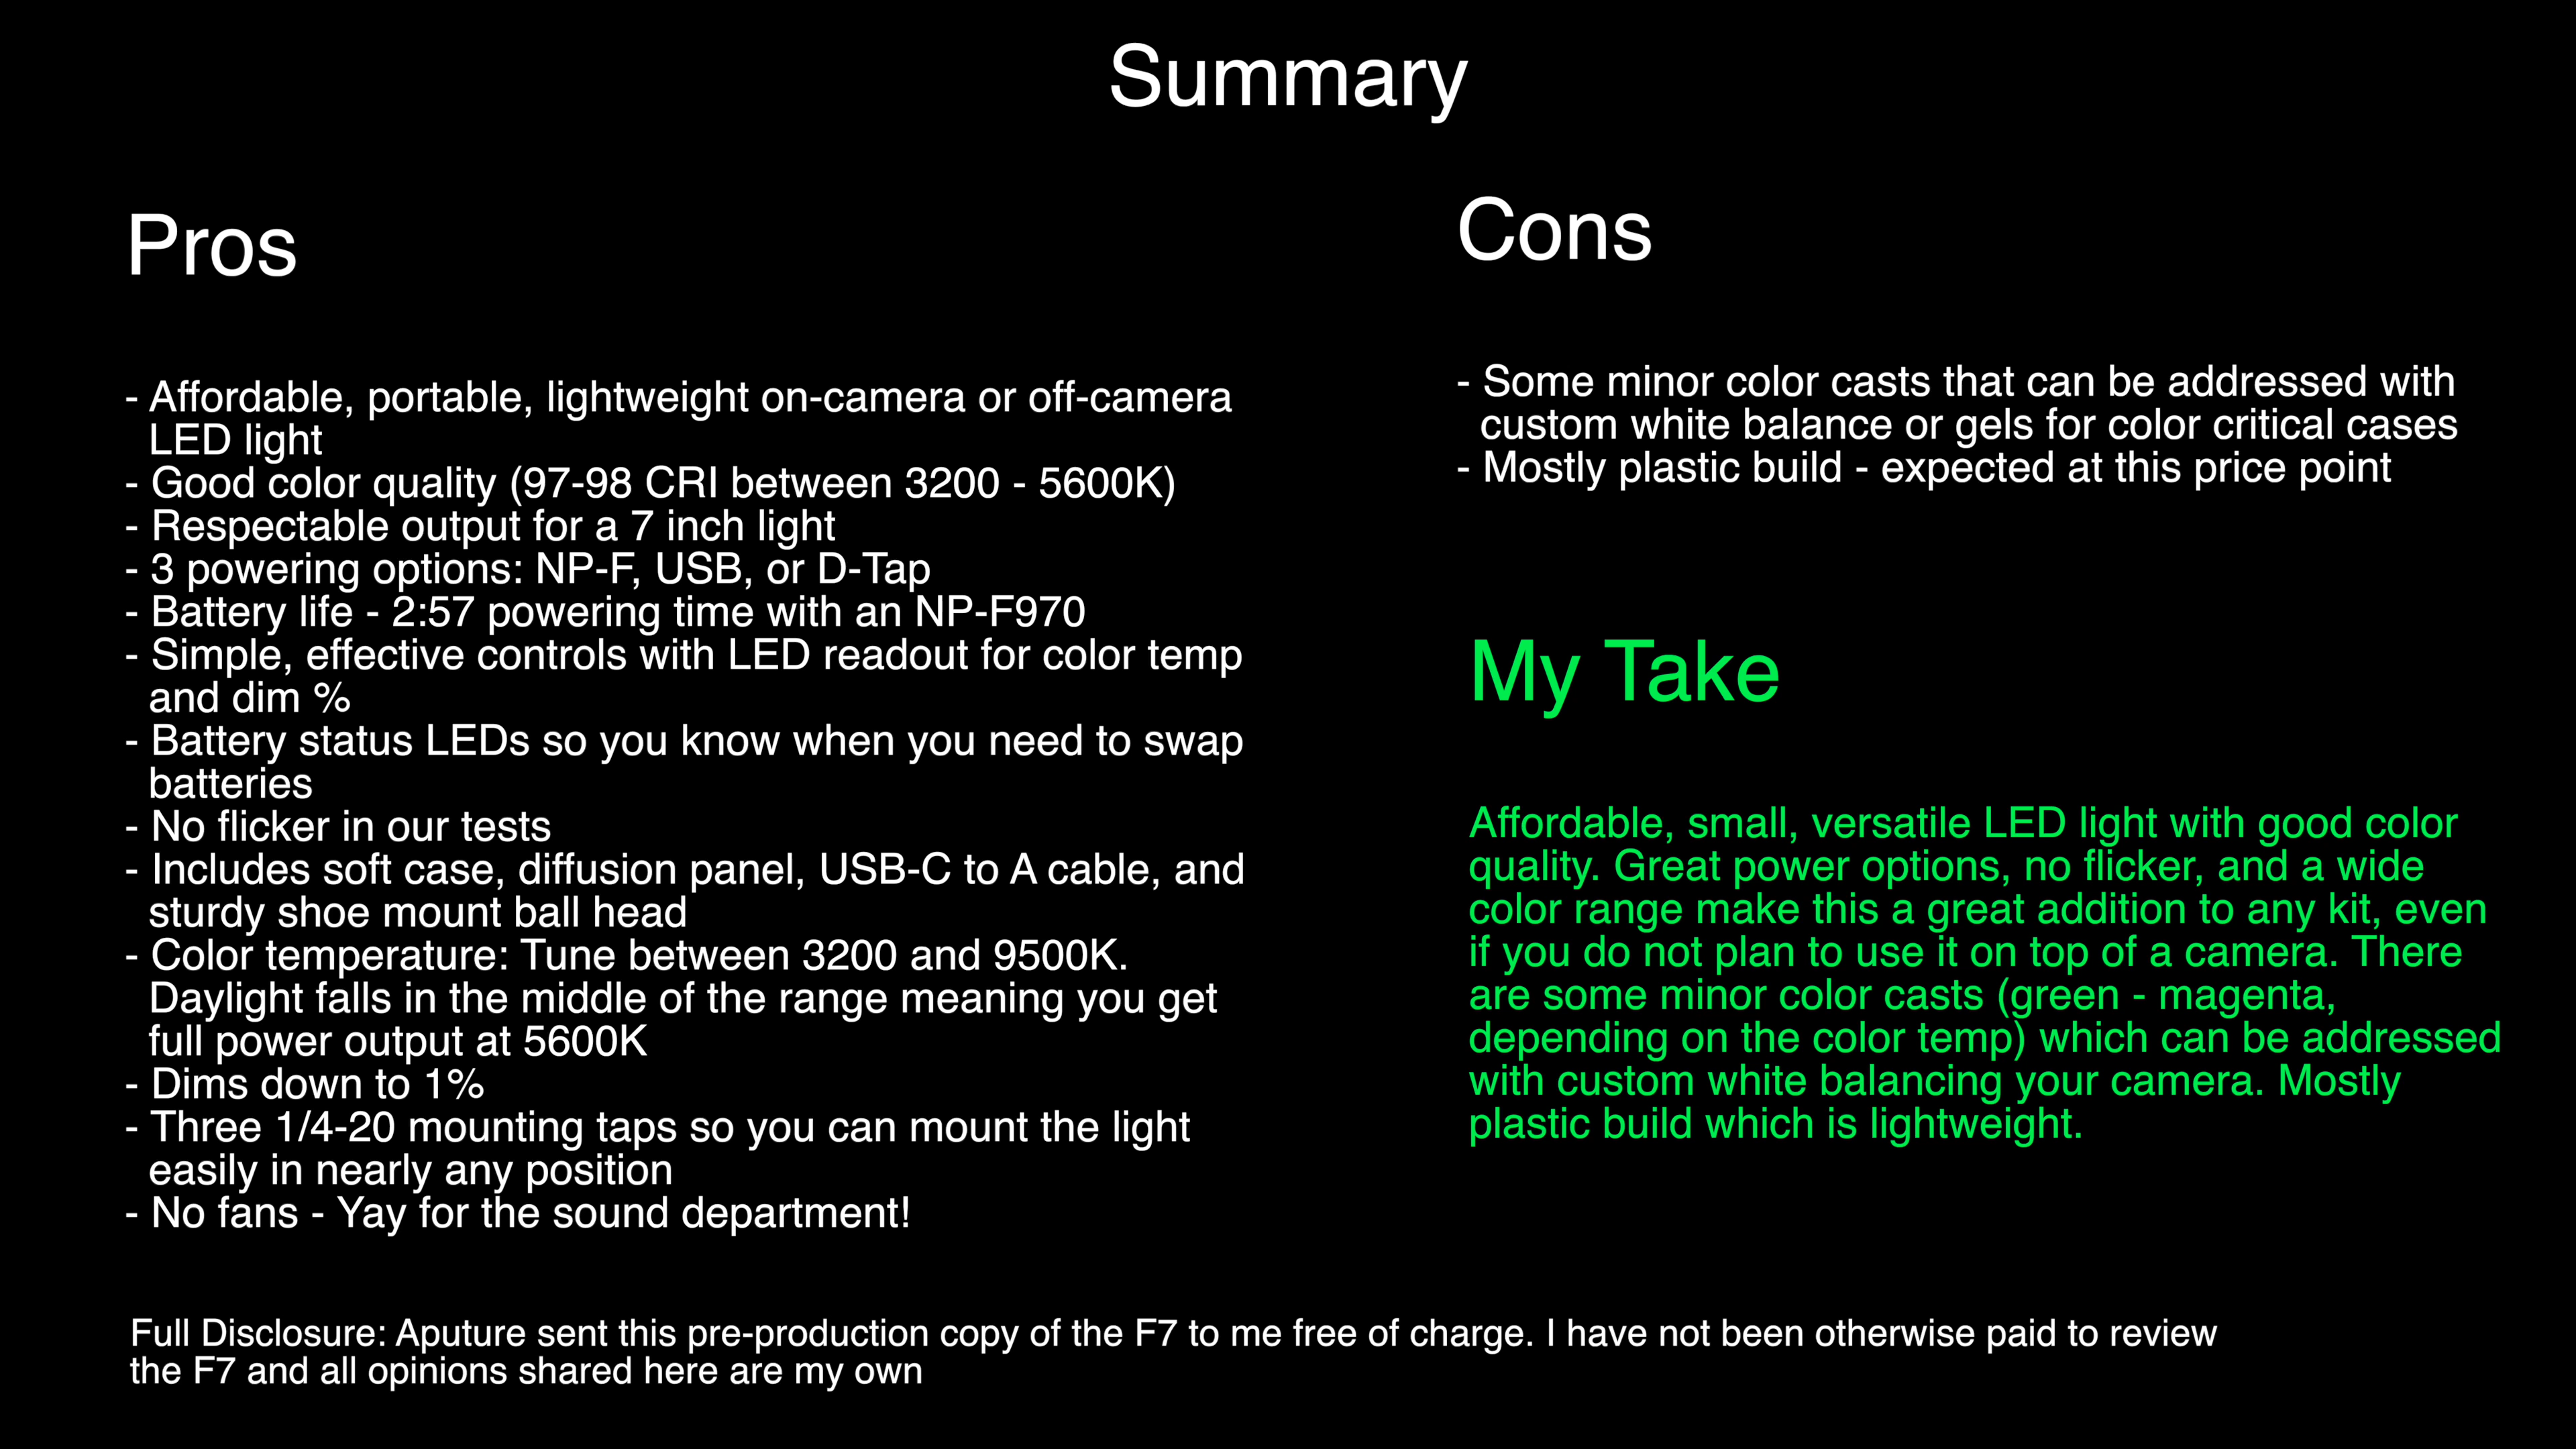 Summary
Pros
- Affordable, portable, lightweight on-camera or off-camera
LED light
- Good color quality (97-98 CRI between 3200 - 5600K)
- Respectable output for a 7 inch light
- 3 powering options: NP-F, USB, or D-Tap
- Battery life - 2:57 powering time with an NP-F970
- Simple, effective controls with LED readout for color temp
and dim %
- Battery status LEDs so you know when you need to swap
batteries
- No flicker in our tests
- Includes soft case, diffusion panel, USB-C to A cable, and
sturdy shoe mount ball head
- Color temperature: Tune between 3200 and 9500K.
Daylight falls in the middle of the range meaning you get
full power output at 5600K
- Dims down to 1%
- Three 1/4-20 mounting taps so you can mount the light
easily in nearly any position
- No fans - Yay for the sound department!
Cons
- Some minor color casts that can be addressed with
custom white balance or gels for color critical cases
- Mostly plastic build - expected at this price point
My Take
Affordable, small, versatile LED light with good color
quality. Great power options, no flicker, and a wide
color range make this a great addition to any kit, even
if you do not plan to use it on top of a camera. There
are some minor color casts (green - magenta,
depending on the color temp) which can be addressed
with custom white balancing your camera. Mostly
plastic build which is lightweight.
Full Disclosure: Aputure sent this pre-production copy of the F7 to me free of charge. I have not been otherwise paid to review
the F7 and all opinions shared here are my own